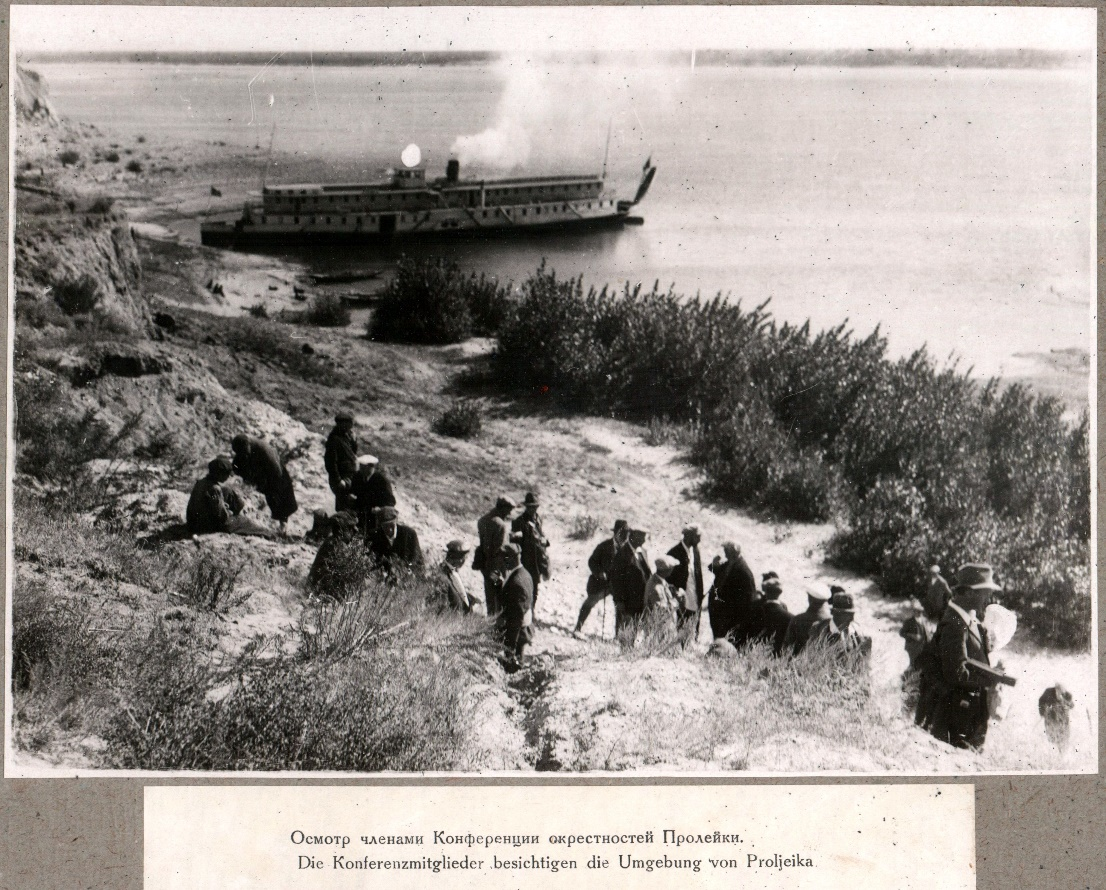 Осмотр членами Конференции окрестностей Пролейки.
Die Konferenzmitglieder besichtigen die Umgebung von Proljeika